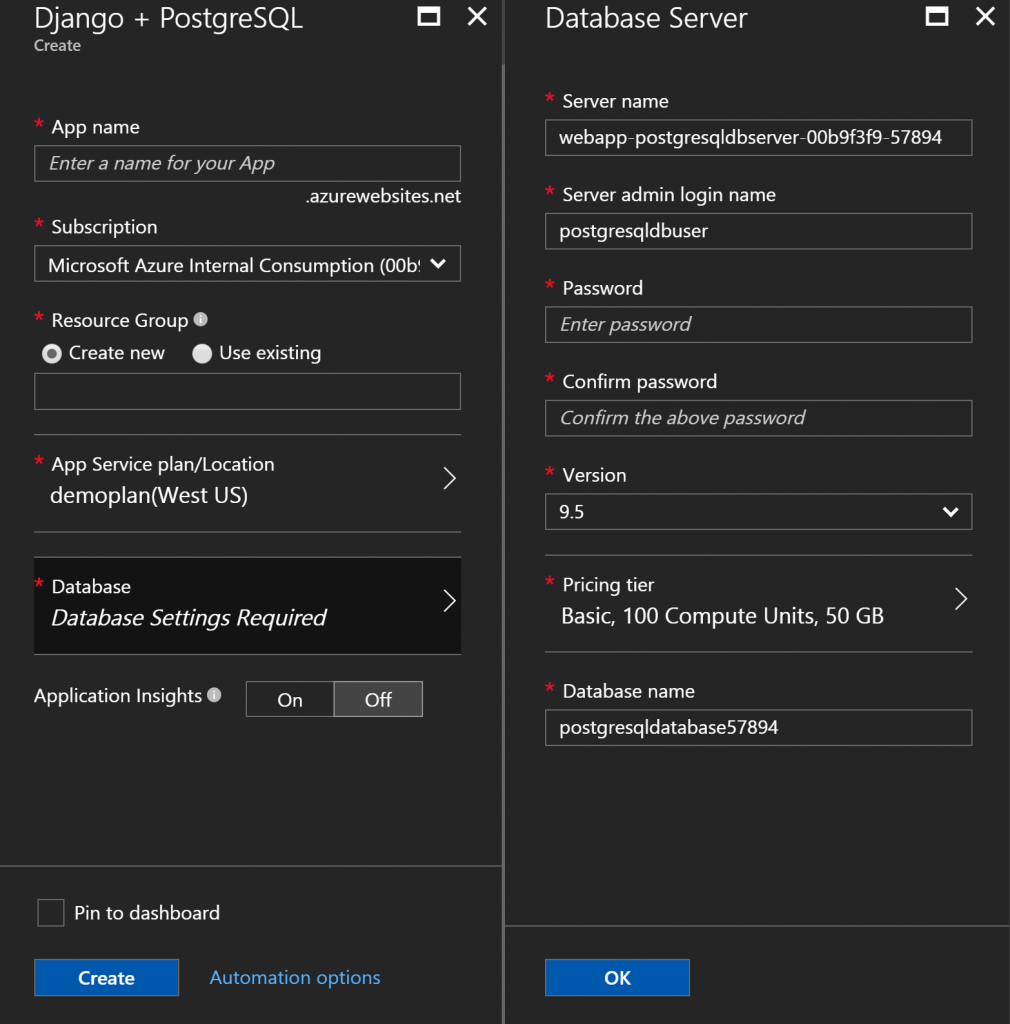 Django + PostgreSQL
Create
* App name
Enter a name for your App
.azurewebsites.net
* Subscription
Microsoft Azure Internal Consumption (00b9
* Resource Group
Create new
Use existing
* App Service plan/Location
demoplan(West US)
* Database
Database Settings Required
Application Insights
On
Off
Pin to dashboard
Create
Automation options
Database Server
* Server name
webapp-postgresqldbserver-00b9f3f9-57894
* Server admin login name
postgresqldbuser
* Password
Enter password
* Confirm password
Confirm the above password
* Version
9.5
* Pricing tier
Basic, 100 Compute Units, 50 GB
* Database name
postgresqldatabase57894
OK